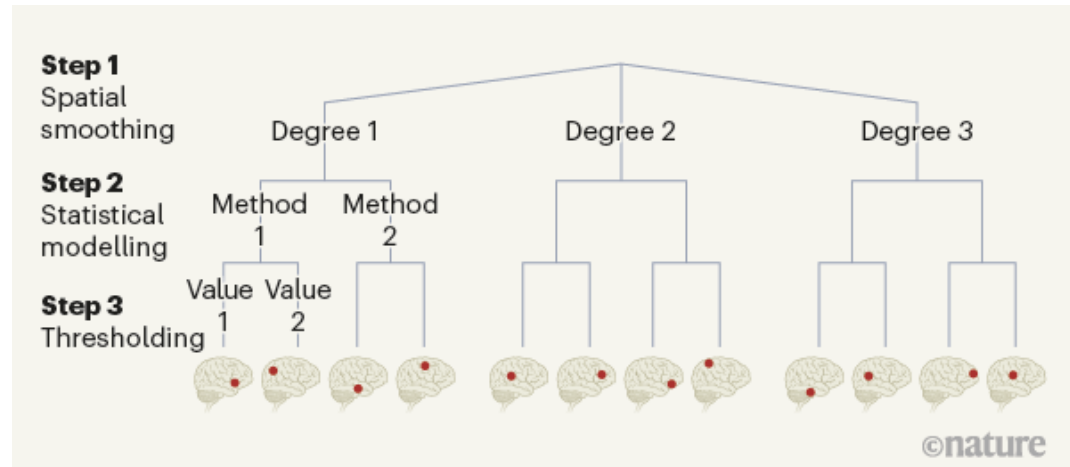 Step 1
Spatial
smoothing
Degree 1
Degree 2
Degree 3
Step 2
Statistical
modelling
Method
1
Method
2
Step 3
Thresholding
Value
1
Value
2
©nature